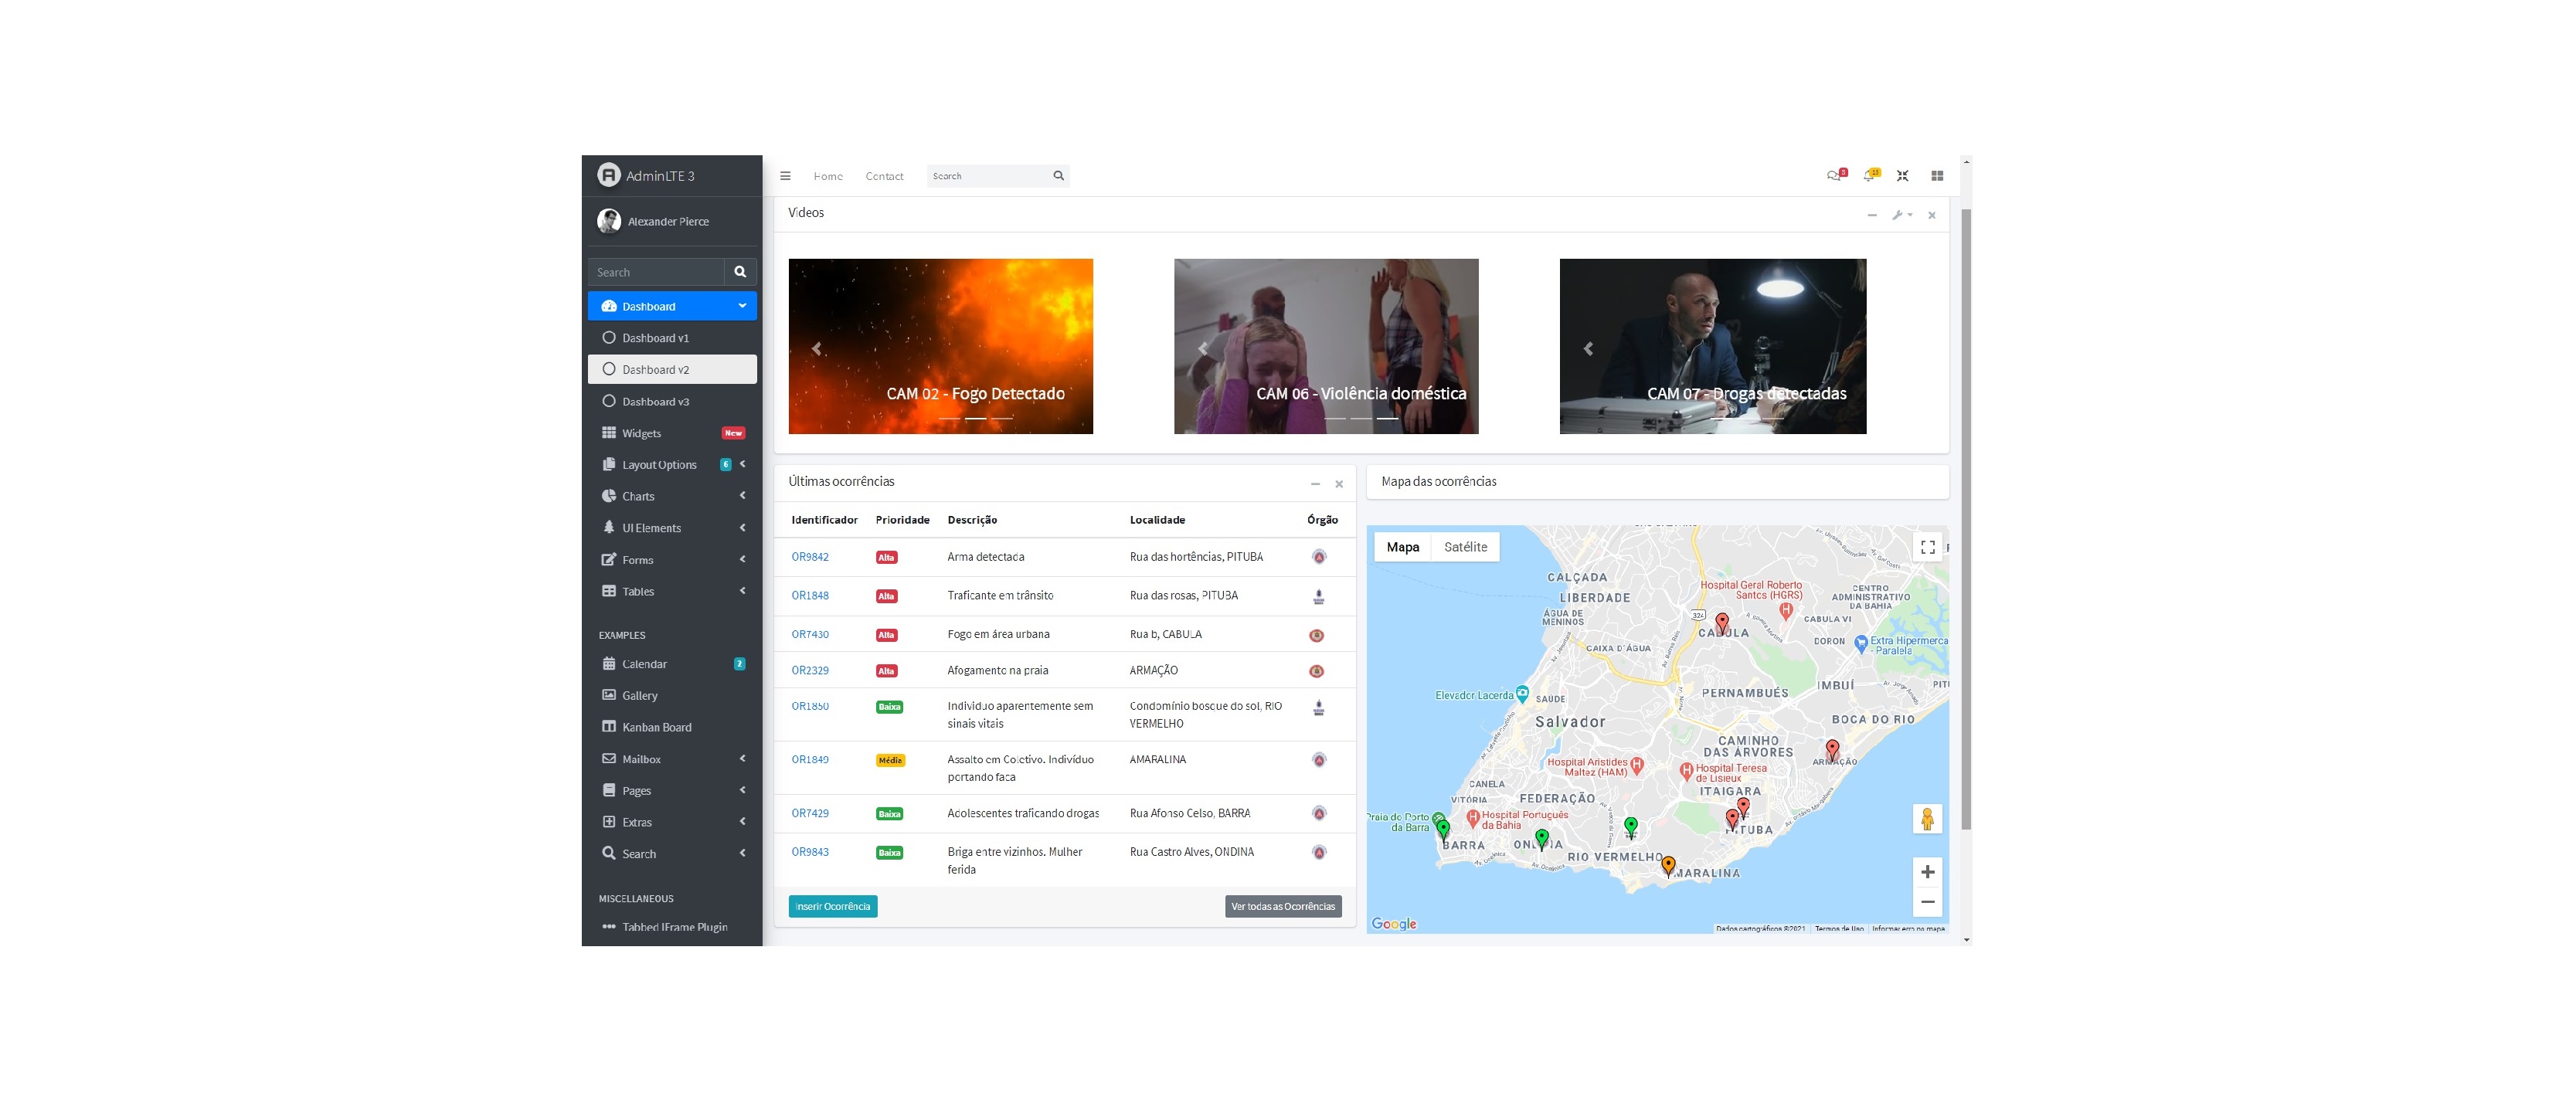 AdminLTE 3
Alexander Pierce
Search
Dashboard
Dashboard v1
Dashboard v2
Dashboard v3
Widgets New
Layout Options 6
Charts
UI Elements
Forms
Tables
EXAMPLES
Calendar 2
Gallery
Kanban Board
Mailbox
Pages
Extras
Search
MISCELLANEOUS
Tabbed IFrame Plugin
Home Contact Search
15
Vídeos
CAM 02 - Fogo Detectado
CAM 06 - Violência doméstica
CAM 07 - Drogas detectadas
Últimas ocorrências
Identificador Prioridade Descrição Localidade Órgão
OR9842 Alta Arma detectada Rua das hortências, PITUBA
OR1848 Alta Traficante em trânsito Rua das rosas, PITUBA
OR7430 Alta Fogo em área urbana Rua b, CABULA
OR2329 Alta Afogamento na praia ARMAÇÃO
OR1850 Baixa Indivíduo aparentemente sem Condomínio bosque do sol, RIO
sinais vitais VERMELHO
OR1849 Média Assalto em Coletivo. Indivíduo AMARALINA
portando faca
OR7429 Baixa Adolescentes traficando drogas Rua Afonso Celso, BARRA
OR9843 Baixa Briga entre vizinhos. Mulher Rua Castro Alves, ONDINA
ferida
Inserir Ocorrência Ver todas as Ocorrências
Mapa das ocorrências
Mapa Satélite
CALÇADA
LIBERDADE
ÁGUA DE
MENINOS
CAIXA D'ÁGUA
324
Hospital Geral Roberto
Santos (HGRS)
CENTRO
ADMINISTRATIVO
DA BAHIA
CABULA VI
CABULA
DORON
Extra Hipermerca
- Paralela
Elevador Lacerda
SAÚDE
Salvador
PERNAMBUÉS
IMBUÍ
PITU
BOCA DO RIO
CAMINHO
DAS ÁRVORES
ARMAÇÃO
Hospital Aristides
Maltez (HAM)
Hospital Teresa
de Lisieux
ITAIGARA
CANELA
VITÓRIA
FEDERAÇÃO
Praia do Porto
da Barra
Hospital Português
da Bahia
PITUBA
BARRA
RIO VERMELHO
MARALINA
Google
Dados cartográficos ©2021 Termos de Uso Informar erro no mapa